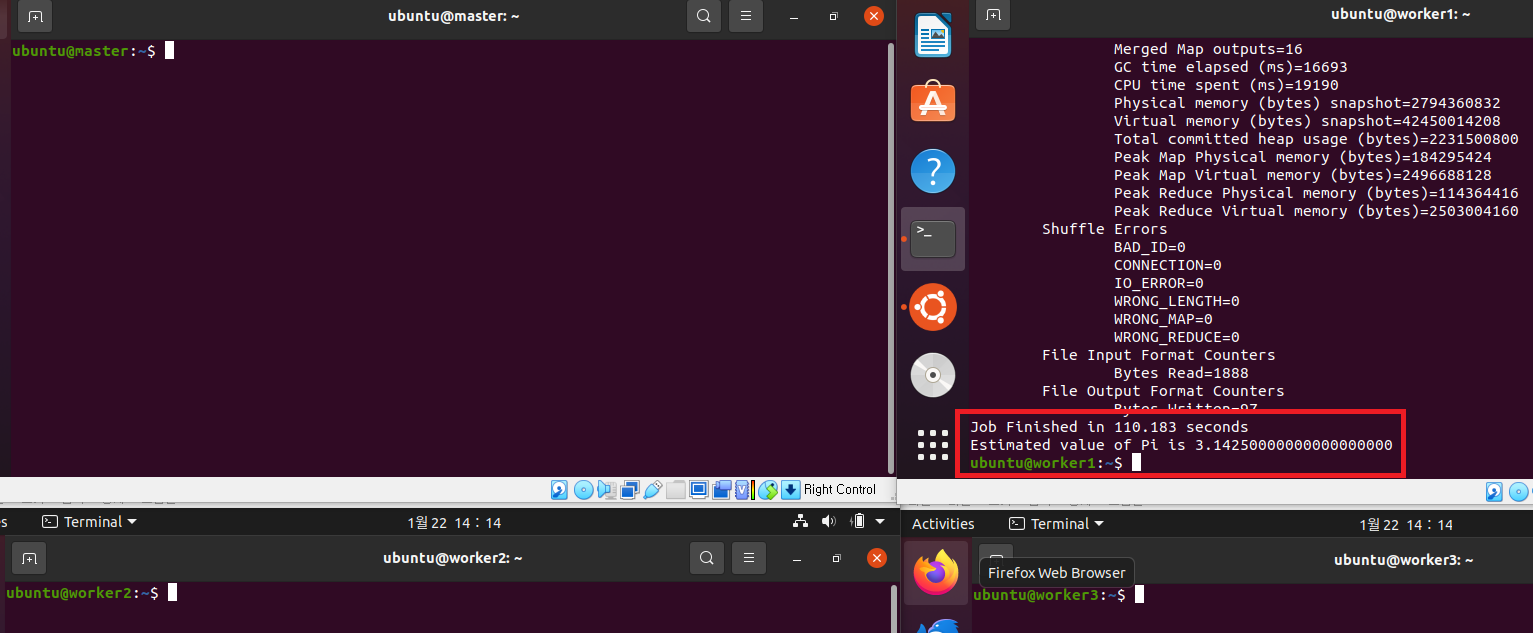 ubuntu@master: ~
ubuntu@master:~$
Right Control
ubuntu@worker1: ~
Merged Map outputs=16
GC time elapsed (ms)=16693
CPU time spent (ms)=19190
Physical memory (bytes) snapshot=2794360832
Virtual memory (bytes) snapshot=42450014208
Total committed heap usage (bytes)=2231500800
Peak Map Physical memory (bytes)=184295424
Peak Map Virtual memory (bytes)=2496688128
Peak Reduce Physical memory (bytes)=114364416
Peak Reduce Virtual memory (bytes)=2503004160
Shuffle Errors
BAD_ID=0
CONNECTION=0
IO_ERROR=0
WRONG_LENGTH=0
WRONG_MAP=0
WRONG_REDUCE=0
File Input Format Counters
Bytes Read=1888
File Output Format Counters
Bytes Written=97
Job Finished in 110.183 seconds
Estimated value of Pi is 3.14250000000000000000
ubuntu@worker1:~$
Terminal
1월 22 14 : 14
ubuntu@worker2: ~
ubuntu@worker2:~$
Activities
Terminal
1월 22 14 : 14
ubuntu@worker3: ~
Firefox Web Browser
ubuntu@worker3:~$